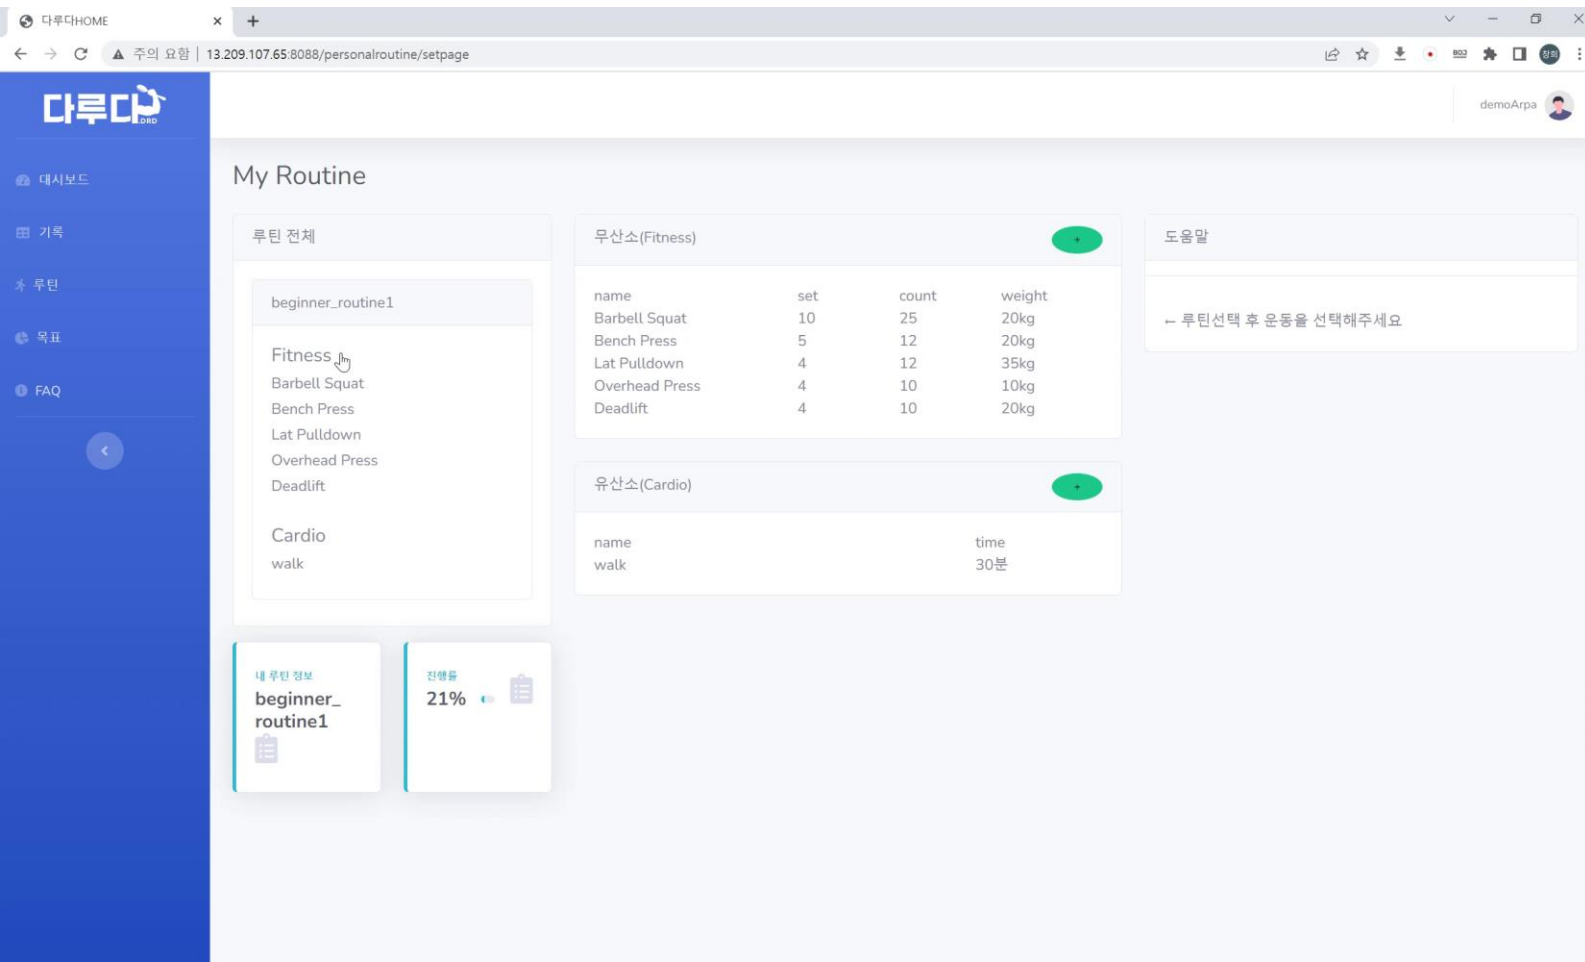 다루다HOME
주의 요함 | 13.209.107.65:8088/personalroutine/setpage
다루다
.DRD
demoArpa
대시보드
기록
루틴
목표
FAQ
My Routine
루틴 전체
beginner_routine1
Fitness
Barbell Squat
Bench Press
Lat Pulldown
Overhead Press
Deadlift
Cardio
walk
내 루틴 정보
beginner_
routine1
진행률
21%
무산소(Fitness)
+
name set count weight
Barbell Squat 10 25 20kg
Bench Press 5 12 20kg
Lat Pulldown 4 12 35kg
Overhead Press 4 10 10kg
Deadlift 4 10 20kg
유산소(Cardio)
+
name time
walk 30분
도움말
← 루틴선택 후 운동을 선택해주세요